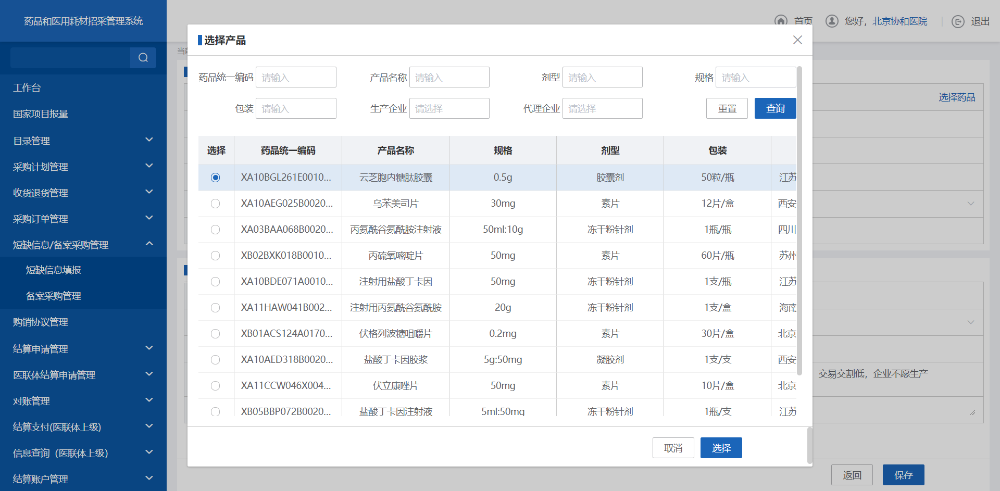 药品和医用耗材招采管理系统
首页
您好，北京协和医院
退出
工作台
国家项目报量
目录管理
采购计划管理
收货退货管理
采购订单管理
短缺信息/备案采购管理
短缺信息填报
备案采购管理
购销协议管理
结算申请管理
医联体结算申请管理
对账管理
结算支付(医联体上级)
信息查询（医联体上级）
结算账户管理
选择产品
药品统一编码 请输入 产品名称 请输入 剂型 请输入 规格 请输入
包装 请输入 生产企业 请选择 代理企业 请选择 重置 查询
选择 药品统一编码 产品名称 规格 剂型 包装
XA10BGL261E0010... 云芝胞内糖肽胶囊 0.5g 胶囊剂 50粒/瓶 江苏
XA10AEG025B0020... 乌苯美司片 30mg 素片 12片/盒 西安
XA03BAA068B0020... 丙氨酰谷氨酰胺注射液 50ml:10g 冻干粉针剂 1瓶/瓶 四川
XB02BXK018B0010... 丙硫氧嘧啶片 50mg 素片 60片/瓶 苏州
XA10BDE071A0010... 注射用盐酸丁卡因 50mg 冻干粉针剂 1支/瓶 江苏
XA11HAW041B002... 注射用丙氨酰谷氨酰胺 20g 冻干粉针剂 1支/盒 海南
XB01ACS124A0170... 伏格列波糖咀嚼片 0.2mg 素片 30片/盒 北京
XA10AED318B0020... 盐酸丁卡因胶浆 5g:50mg 凝胶剂 1支/支 西安
XA11CCW046X004... 伏立康唑片 50mg 素片 10片/盒 北京
XB05BBP072B0020... 盐酸丁卡因注射液 5ml:50mg 冻干粉针剂 1瓶/支 江苏
取消 选择
选择药品
交易交割低，企业不愿生产
返回 保存